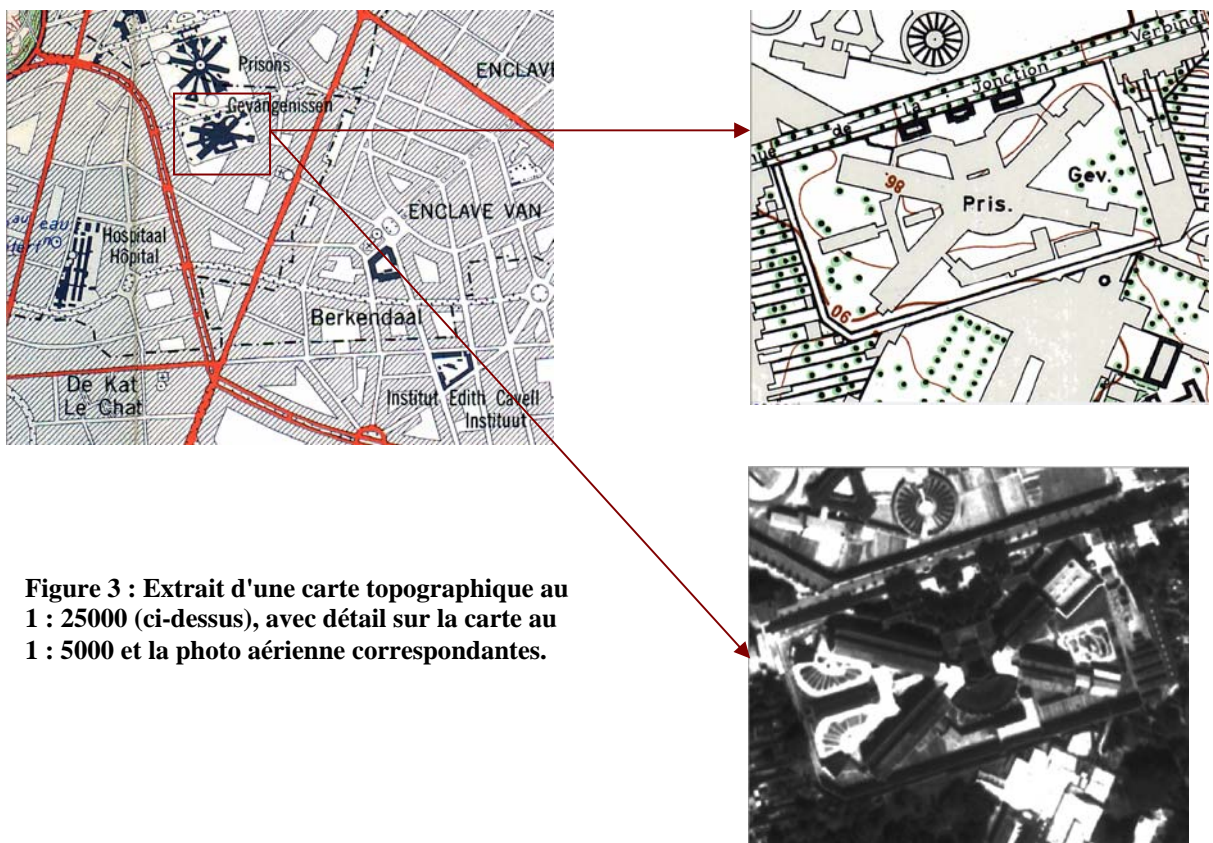 Prisons
ENCLAVE
Gevangenissen
ENCLAVE VAN
Hospitaal
Hôpital
Berkendaal
De Kat
Le Chat
Institut Edith Cavell
Instituut
Verbindi
Jonction
la
de
nue
Gev.
98
Pris.
90
Figure 3 : Extrait d'une carte topographique au
1 : 25000 (ci-dessus), avec détail sur la carte au
1 : 5000 et la photo aérienne correspondantes.